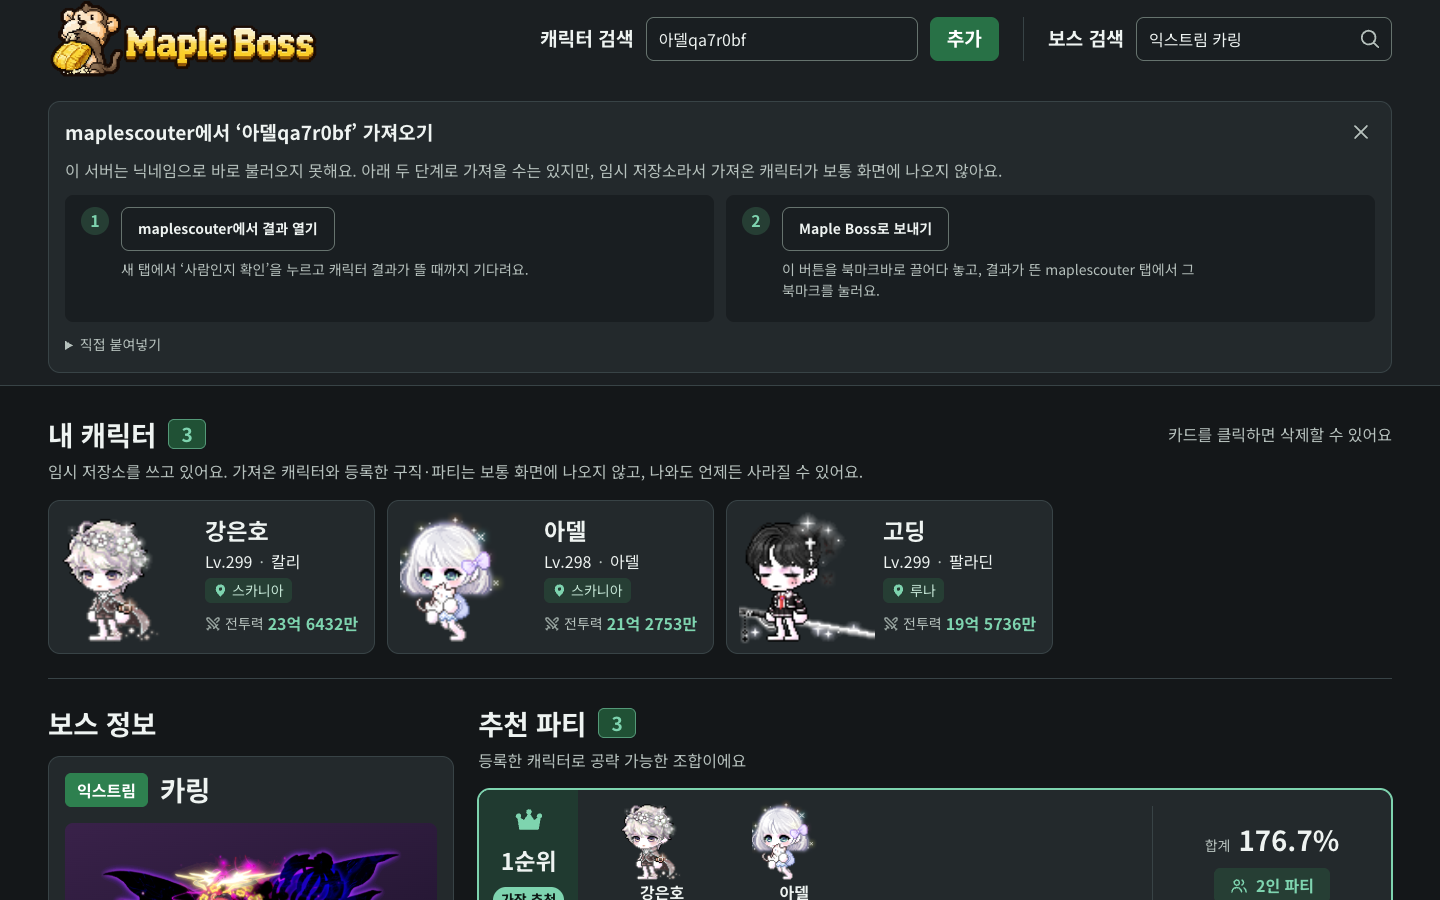 Maple Boss
캐릭터 검색
아델qa7r0bf
추가
보스 검색
익스트림 카링
maplescouter에서 ‘아델qa7r0bf’ 가져오기
이 서버는 닉네임으로 바로 불러오지 못해요. 아래 두 단계로 가져올 수는 있지만, 임시 저장소라서 가져온 캐릭터가 보통 화면에 나오지 않아요.
1
maplescouter에서 결과 열기
새 탭에서 ‘사람인지 확인’을 누르고 캐릭터 결과가 뜰 때까지 기다려요.
2
Maple Boss로 보내기
이 버튼을 북마크바로 끌어다 놓고, 결과가 뜬 maplescouter 탭에서 그
북마크를 눌러요.
직접 붙여넣기
내 캐릭터
3
카드를 클릭하면 삭제할 수 있어요
임시 저장소를 쓰고 있어요. 가져온 캐릭터와 등록한 구직·파티는 보통 화면에 나오지 않고, 나와도 언제든 사라질 수 있어요.
강은호
Lv.299 · 칼리
스카니아
전투력 23억 6432만
아델
Lv.298 · 아델
스카니아
전투력 21억 2753만
고딩
Lv.299 · 팔라딘
루나
전투력 19억 5736만
보스 정보
익스트림
카링
추천 파티
3
등록한 캐릭터로 공략 가능한 조합이에요
1순위
가장 추천
강은호
아델
합계 176.7%
2인 파티